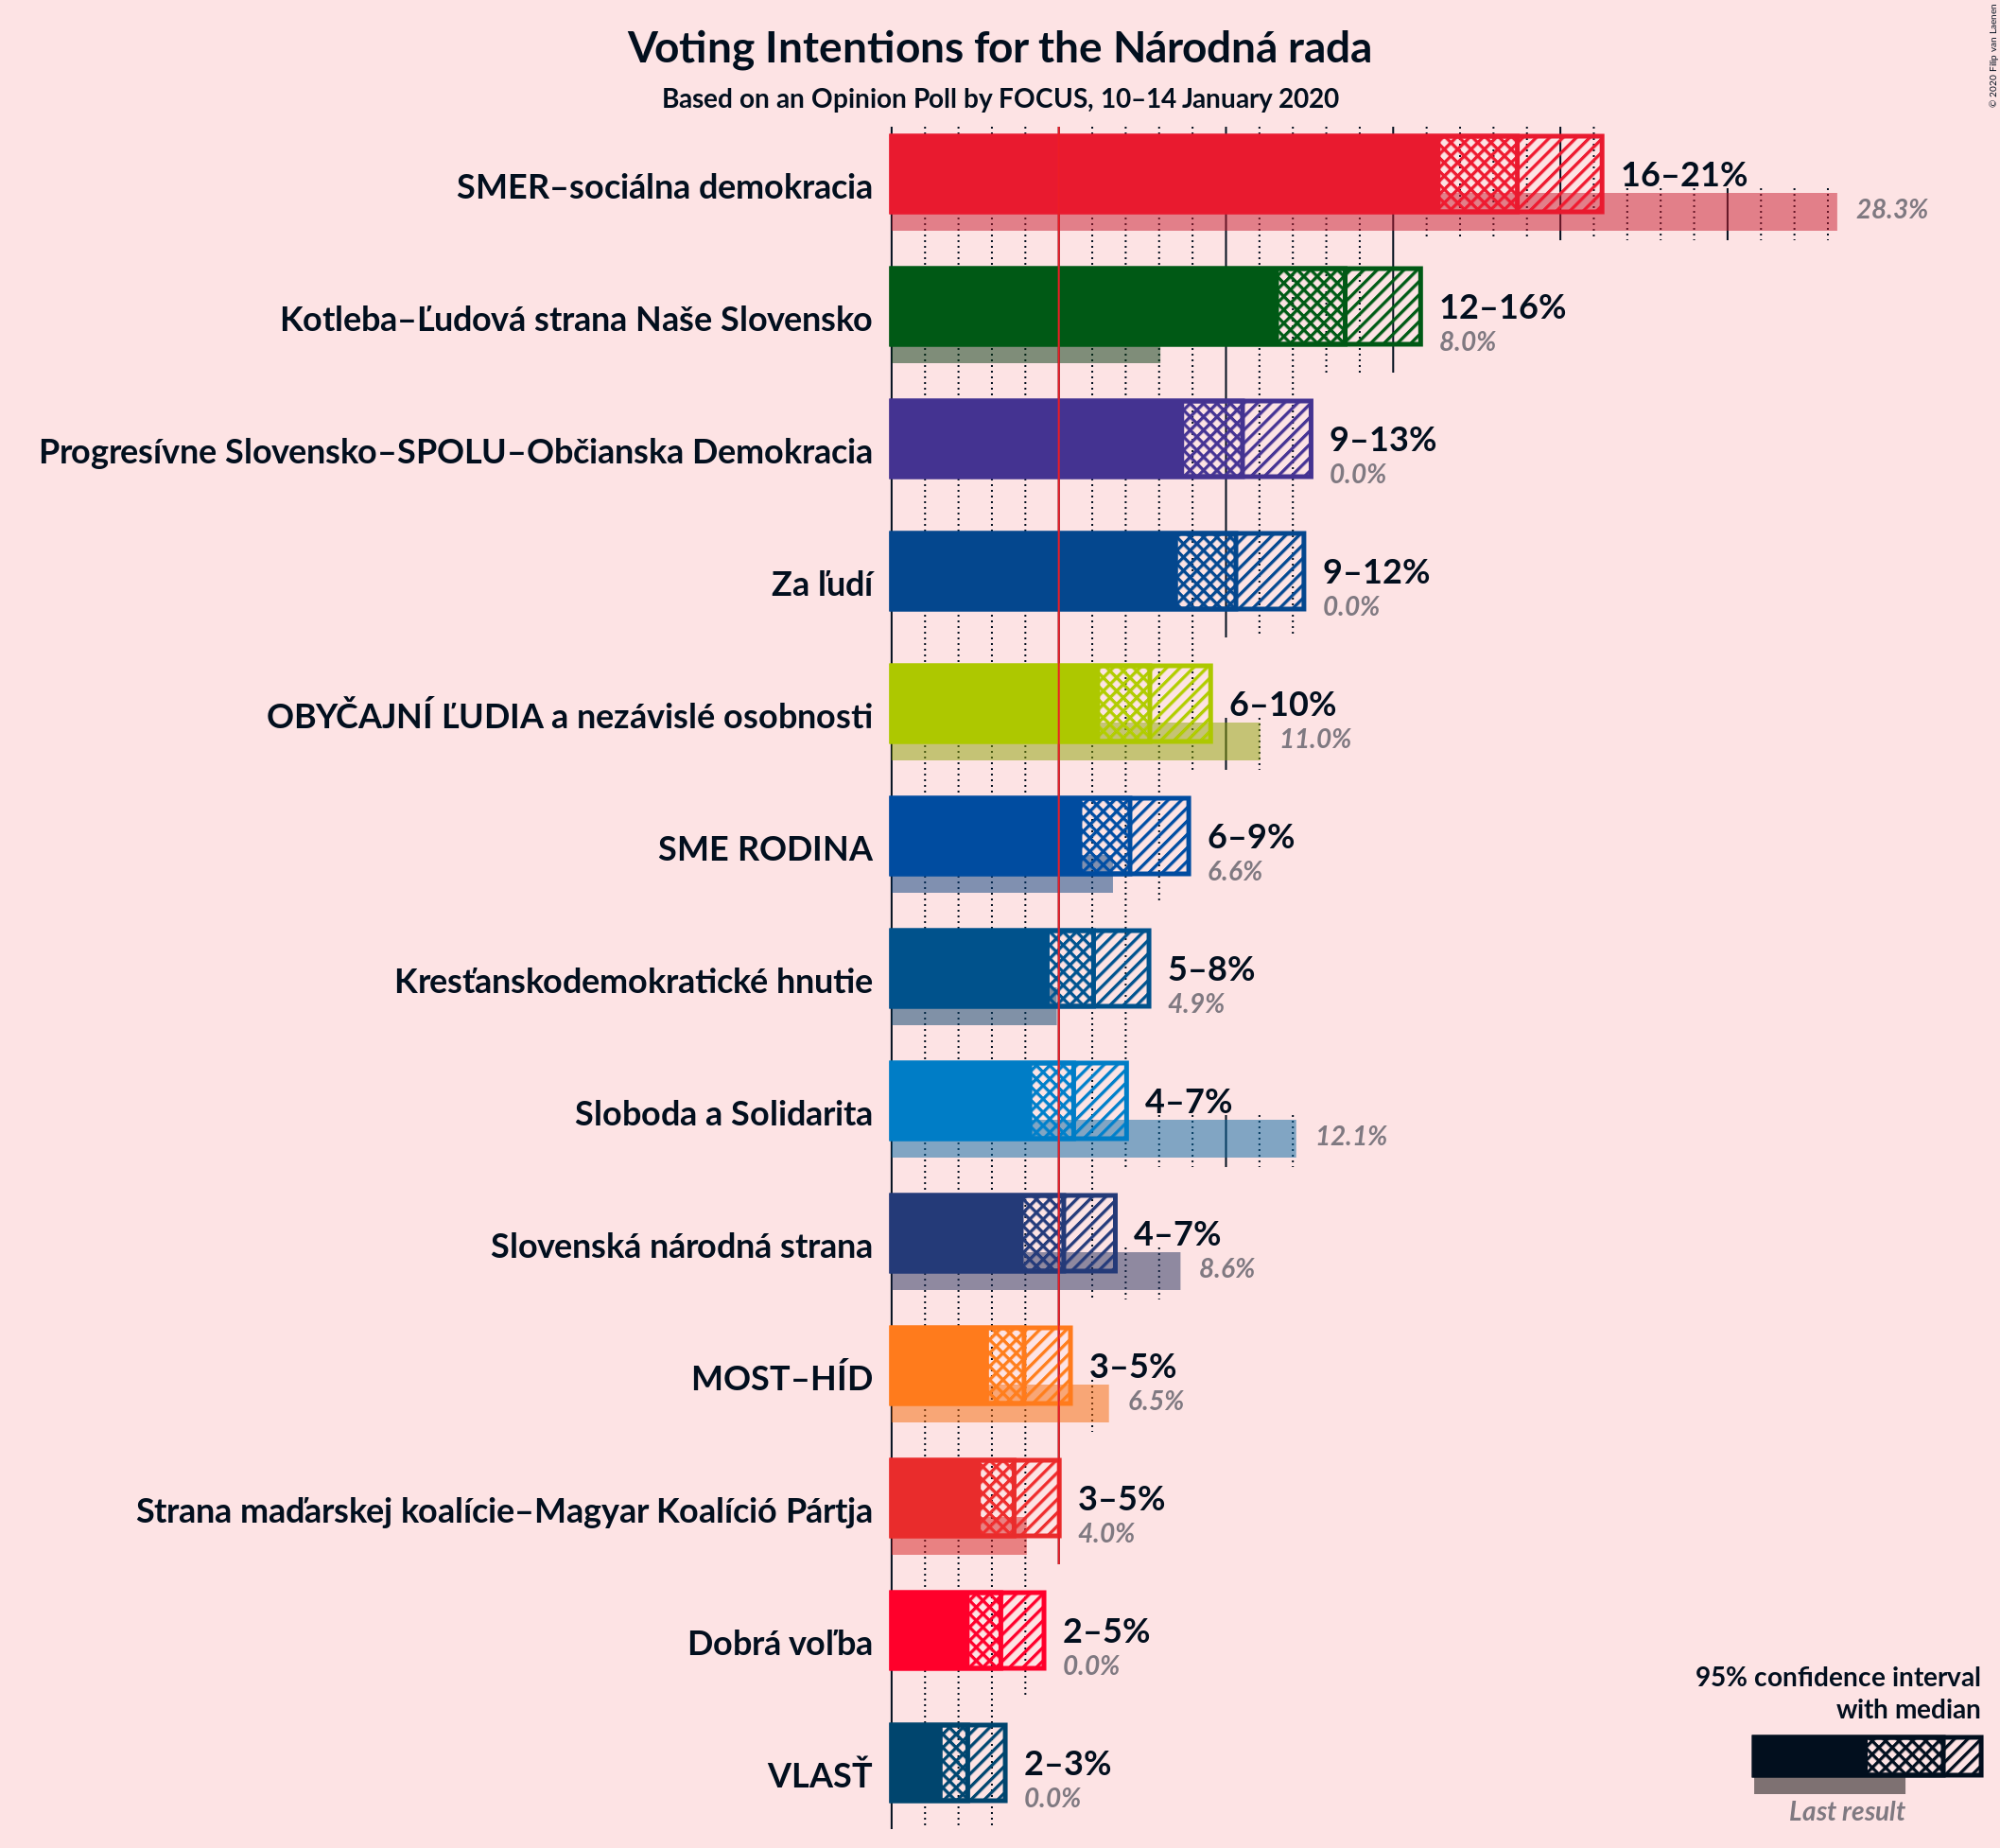 Voting Intentions for the Národná rada
Based on an Opinion Poll by FOCUS, 10–14 January 2020
© 2020 Filip van Laenen
SMER–sociálna demokracia
16–21%
28.3%
Kotleba–Ľudová strana Naše Slovensko
12–16%
8.0%
Progresívne Slovensko–SPOLU–Občianska Demokracia
9–13%
0.0%
Za ľudí
9–12%
0.0%
OBYČAJNÍ ĽUDIA a nezávislé osobnosti
6–10%
11.0%
SME RODINA
6–9%
6.6%
Kresťanskodemokratické hnutie
5–8%
4.9%
Sloboda a Solidarita
4–7%
12.1%
Slovenská národná strana
4–7%
8.6%
MOST–HÍD
3–5%
6.5%
Strana maďarskej koalície–Magyar Koalíció Pártja
3–5%
4.0%
Dobrá voľba
2–5%
0.0%
VLASŤ
2–3%
0.0%
95% confidence interval
with median
Last result